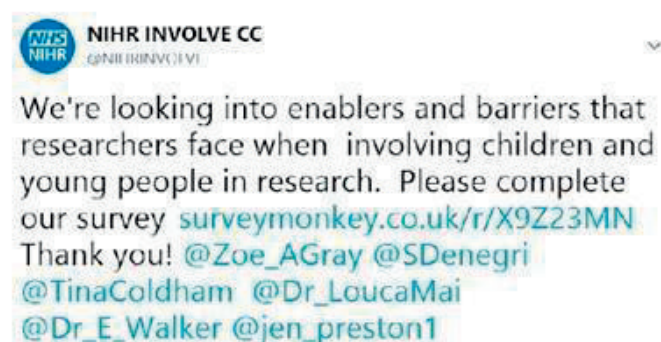 NHS
NIHR
NIHR INVOLVE CC
@NIHRINVOLVE
We're looking into enablers and barriers that
researchers face when involving children and
young people in research. Please complete
our survey surveymonkey.co.uk/r/X9Z23MN
Thank you! @Zoe_AGray @SDenegri
@TinaColdham @Dr_LoucaMai
@Dr_E_Walker @jen_preston1